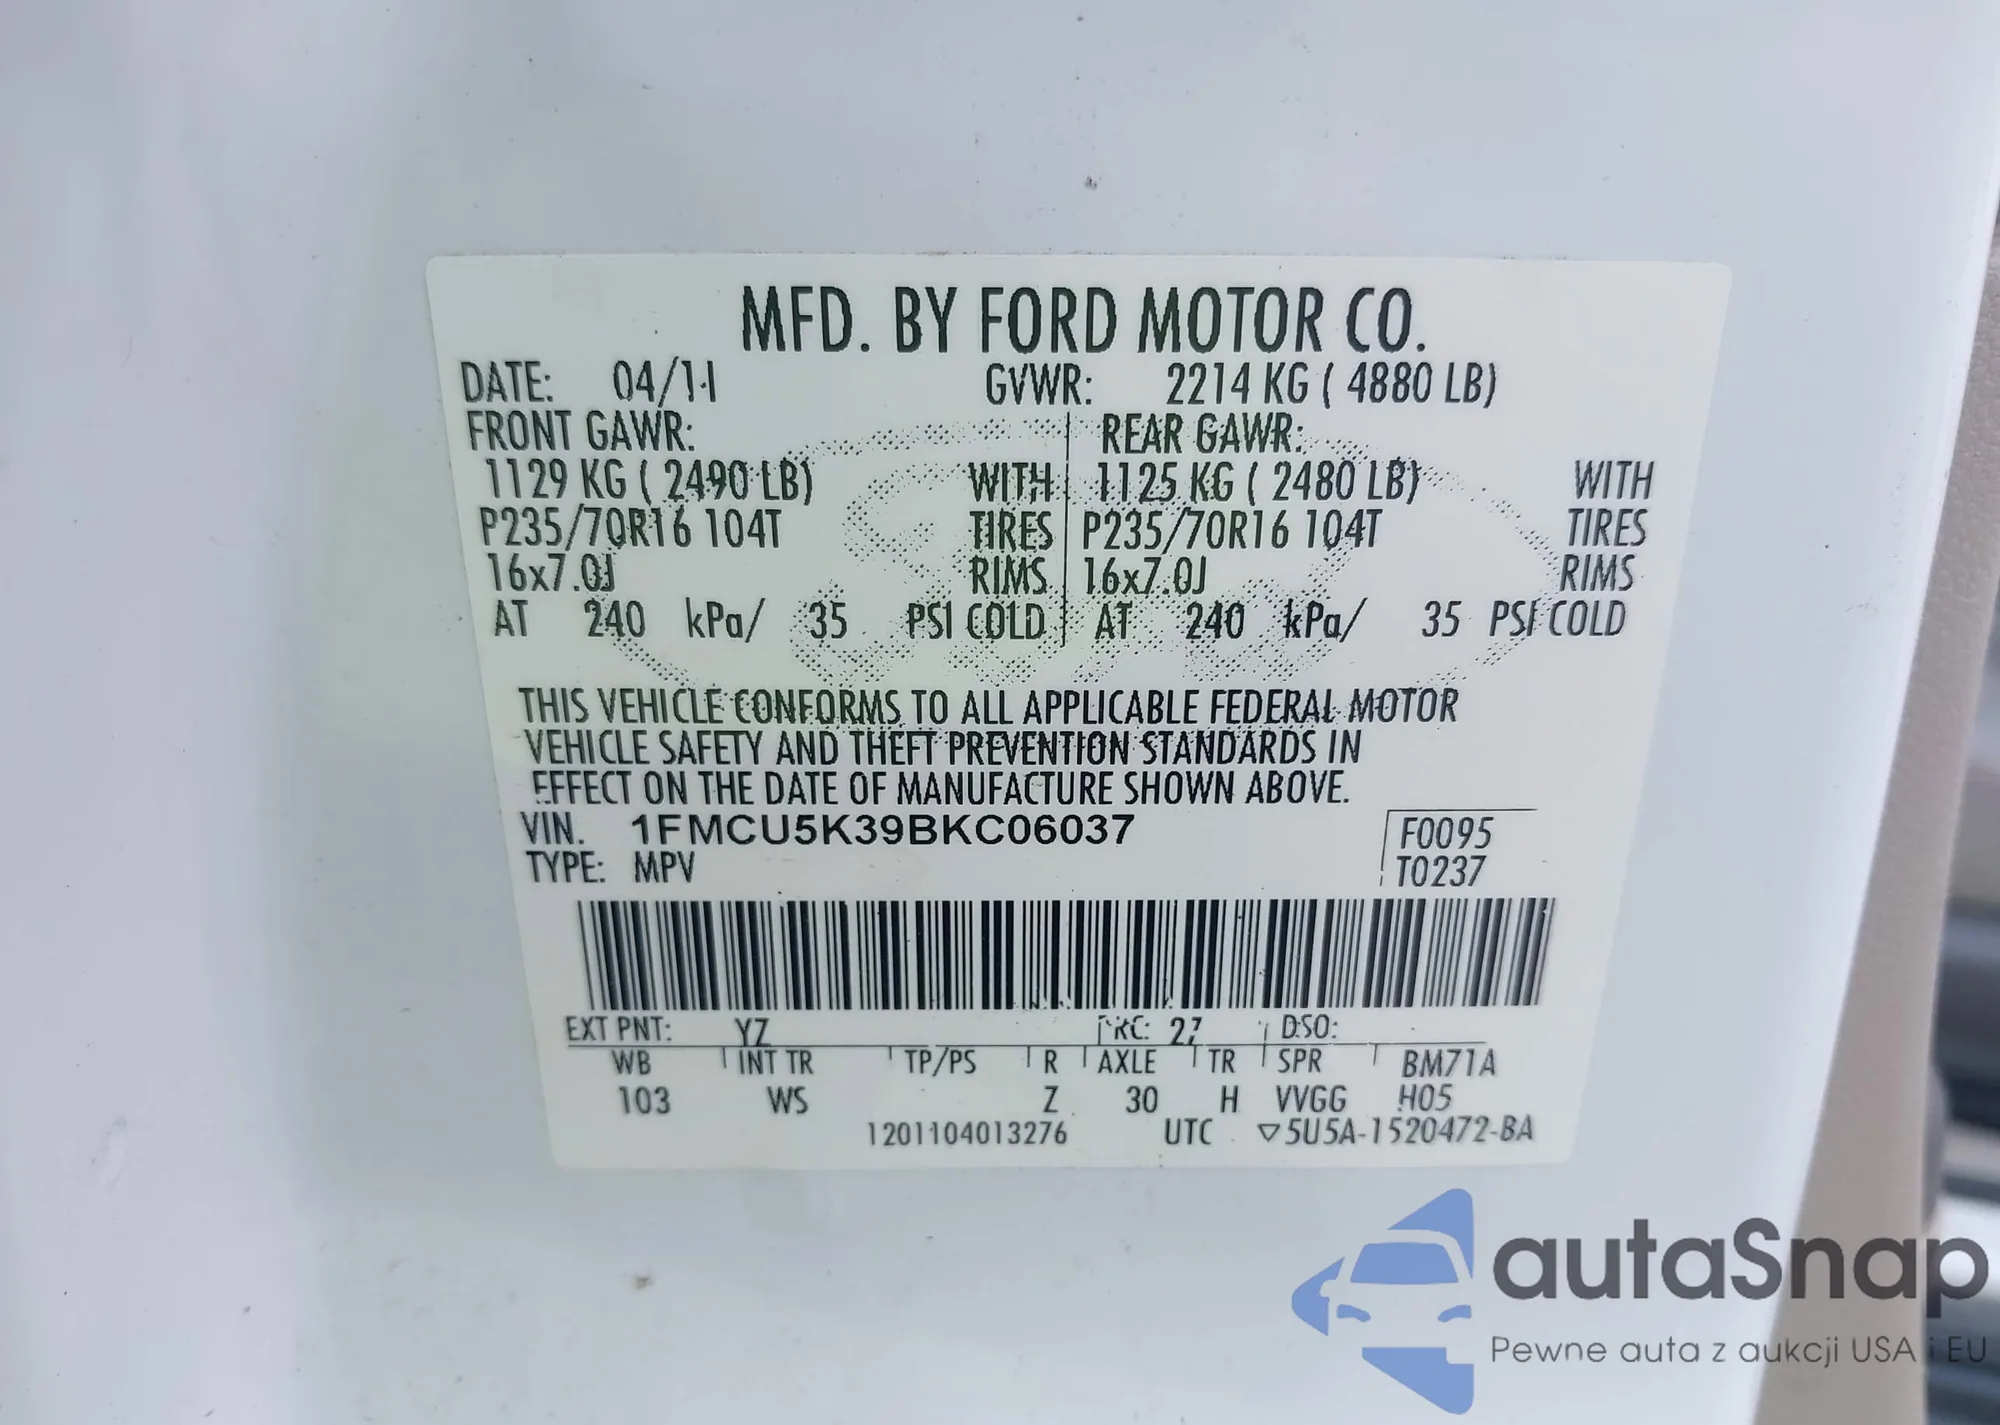 MFD. BY FORD MOTOR CO.
DATE: 04/11 GVWR: 2214 KG ( 4880 LB)
FRONT GAWR: REAR GAWR:
1129 KG ( 2490 LB) WITH 1125 KG ( 2480 LB) WITH
P235/70R16 104T TIRES P235/70R16 104T TIRES
16x7.0J RIMS 16x7.0J RIMS
AT 240 kPa/ 35 PSI COLD AT 240 kPa/ 35 PSI COLD
THIS VEHICLE CONFORMS TO ALL APPLICABLE FEDERAL MOTOR
VEHICLE SAFETY AND THEFT PREVENTION STANDARDS IN
EFFECT ON THE DATE OF MANUFACTURE SHOWN ABOVE.
VIN. 1FMCU5K39BKC06037 F0095
TYPE: MPV T0237
EXT PNT: YZ RC: 27 DSO:
WB INT TR TP/PS R AXLE TR SPR BM71A
103 WS Z 30 H VVGG H05
1201104013276 UTC ▽5U5A-1520472-BA
autaSnap
Pewne auta z aukcji USA i EU